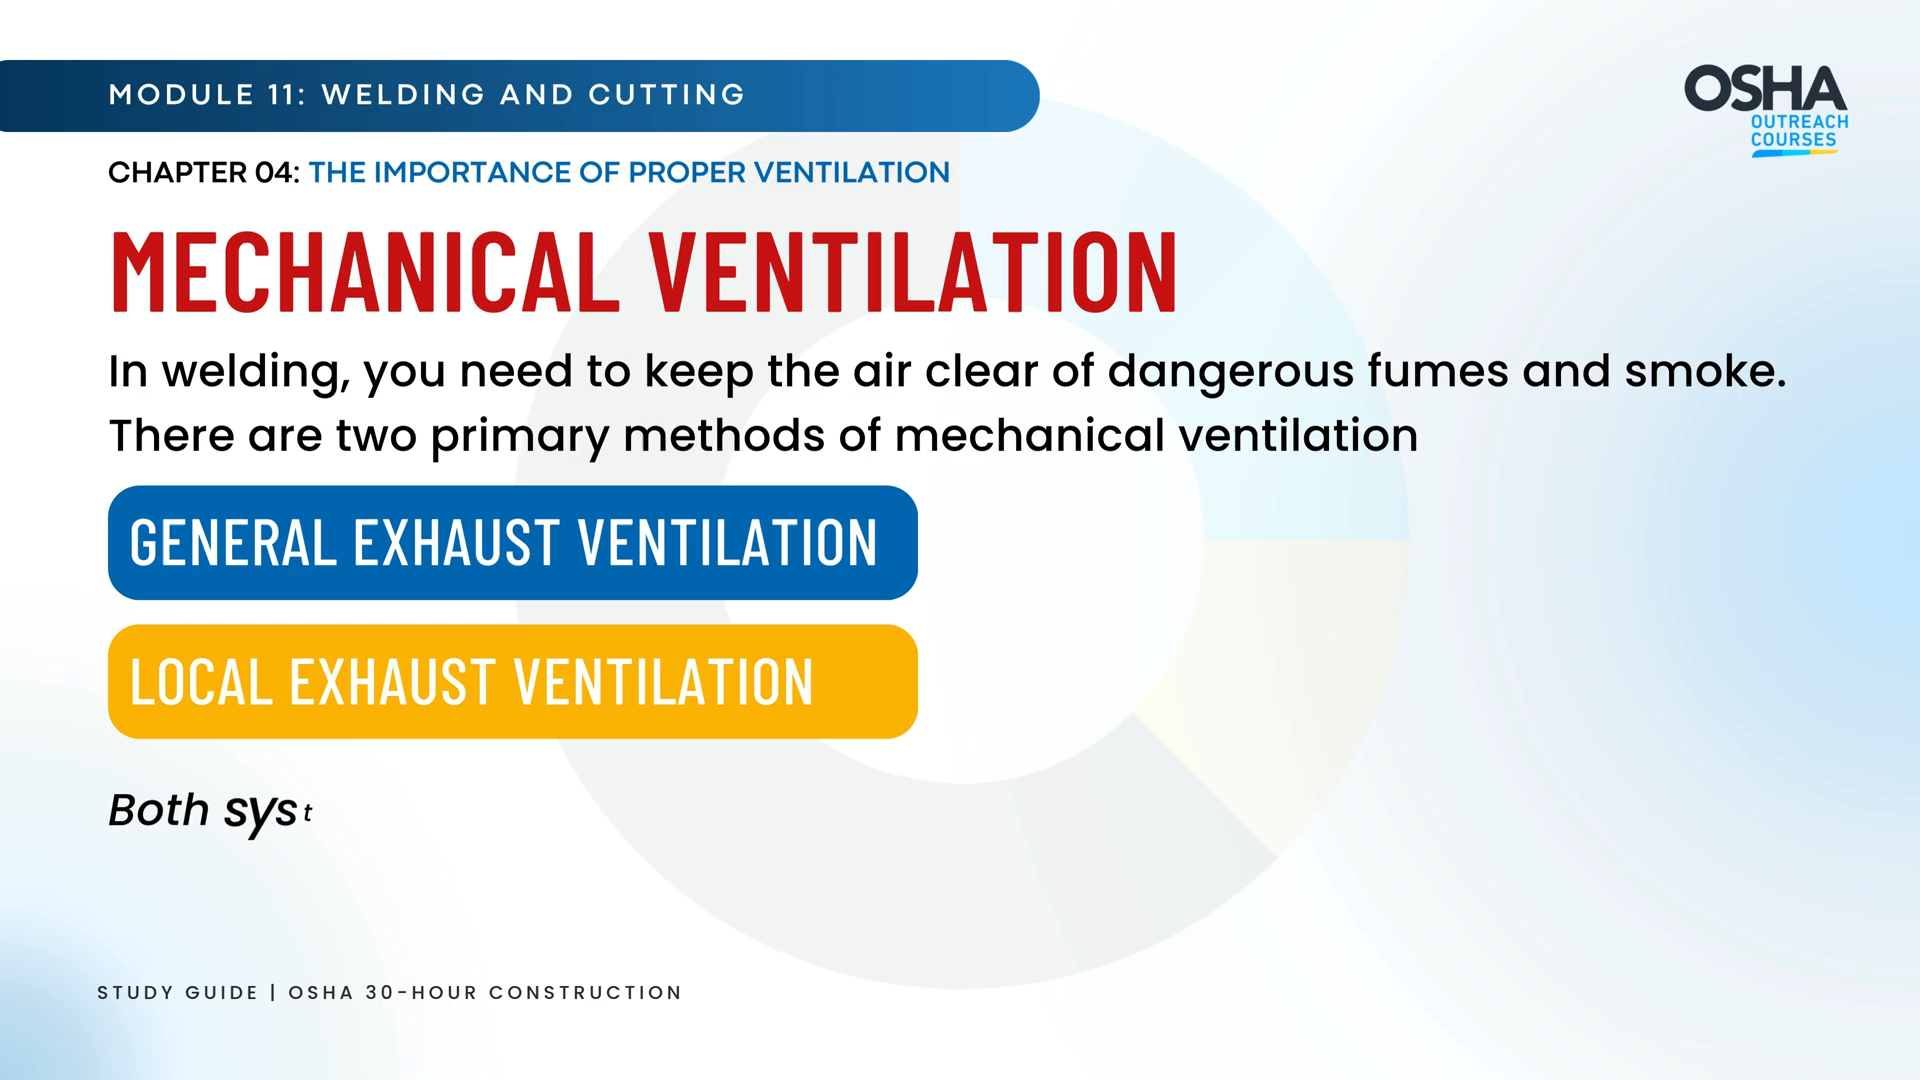 MODULE 11: WELDING AND CUTTING
OSHA
OUTREACH
COURSES
CHAPTER 04: THE IMPORTANCE OF PROPER VENTILATION
MECHANICAL VENTILATION
In welding, you need to keep the air clear of dangerous fumes and smoke.
There are two primary methods of mechanical ventilation
GENERAL EXHAUST VENTILATION
LOCAL EXHAUST VENTILATION
Both syst
STUDY GUIDE | OSHA 30-HOUR CONSTRUCTION